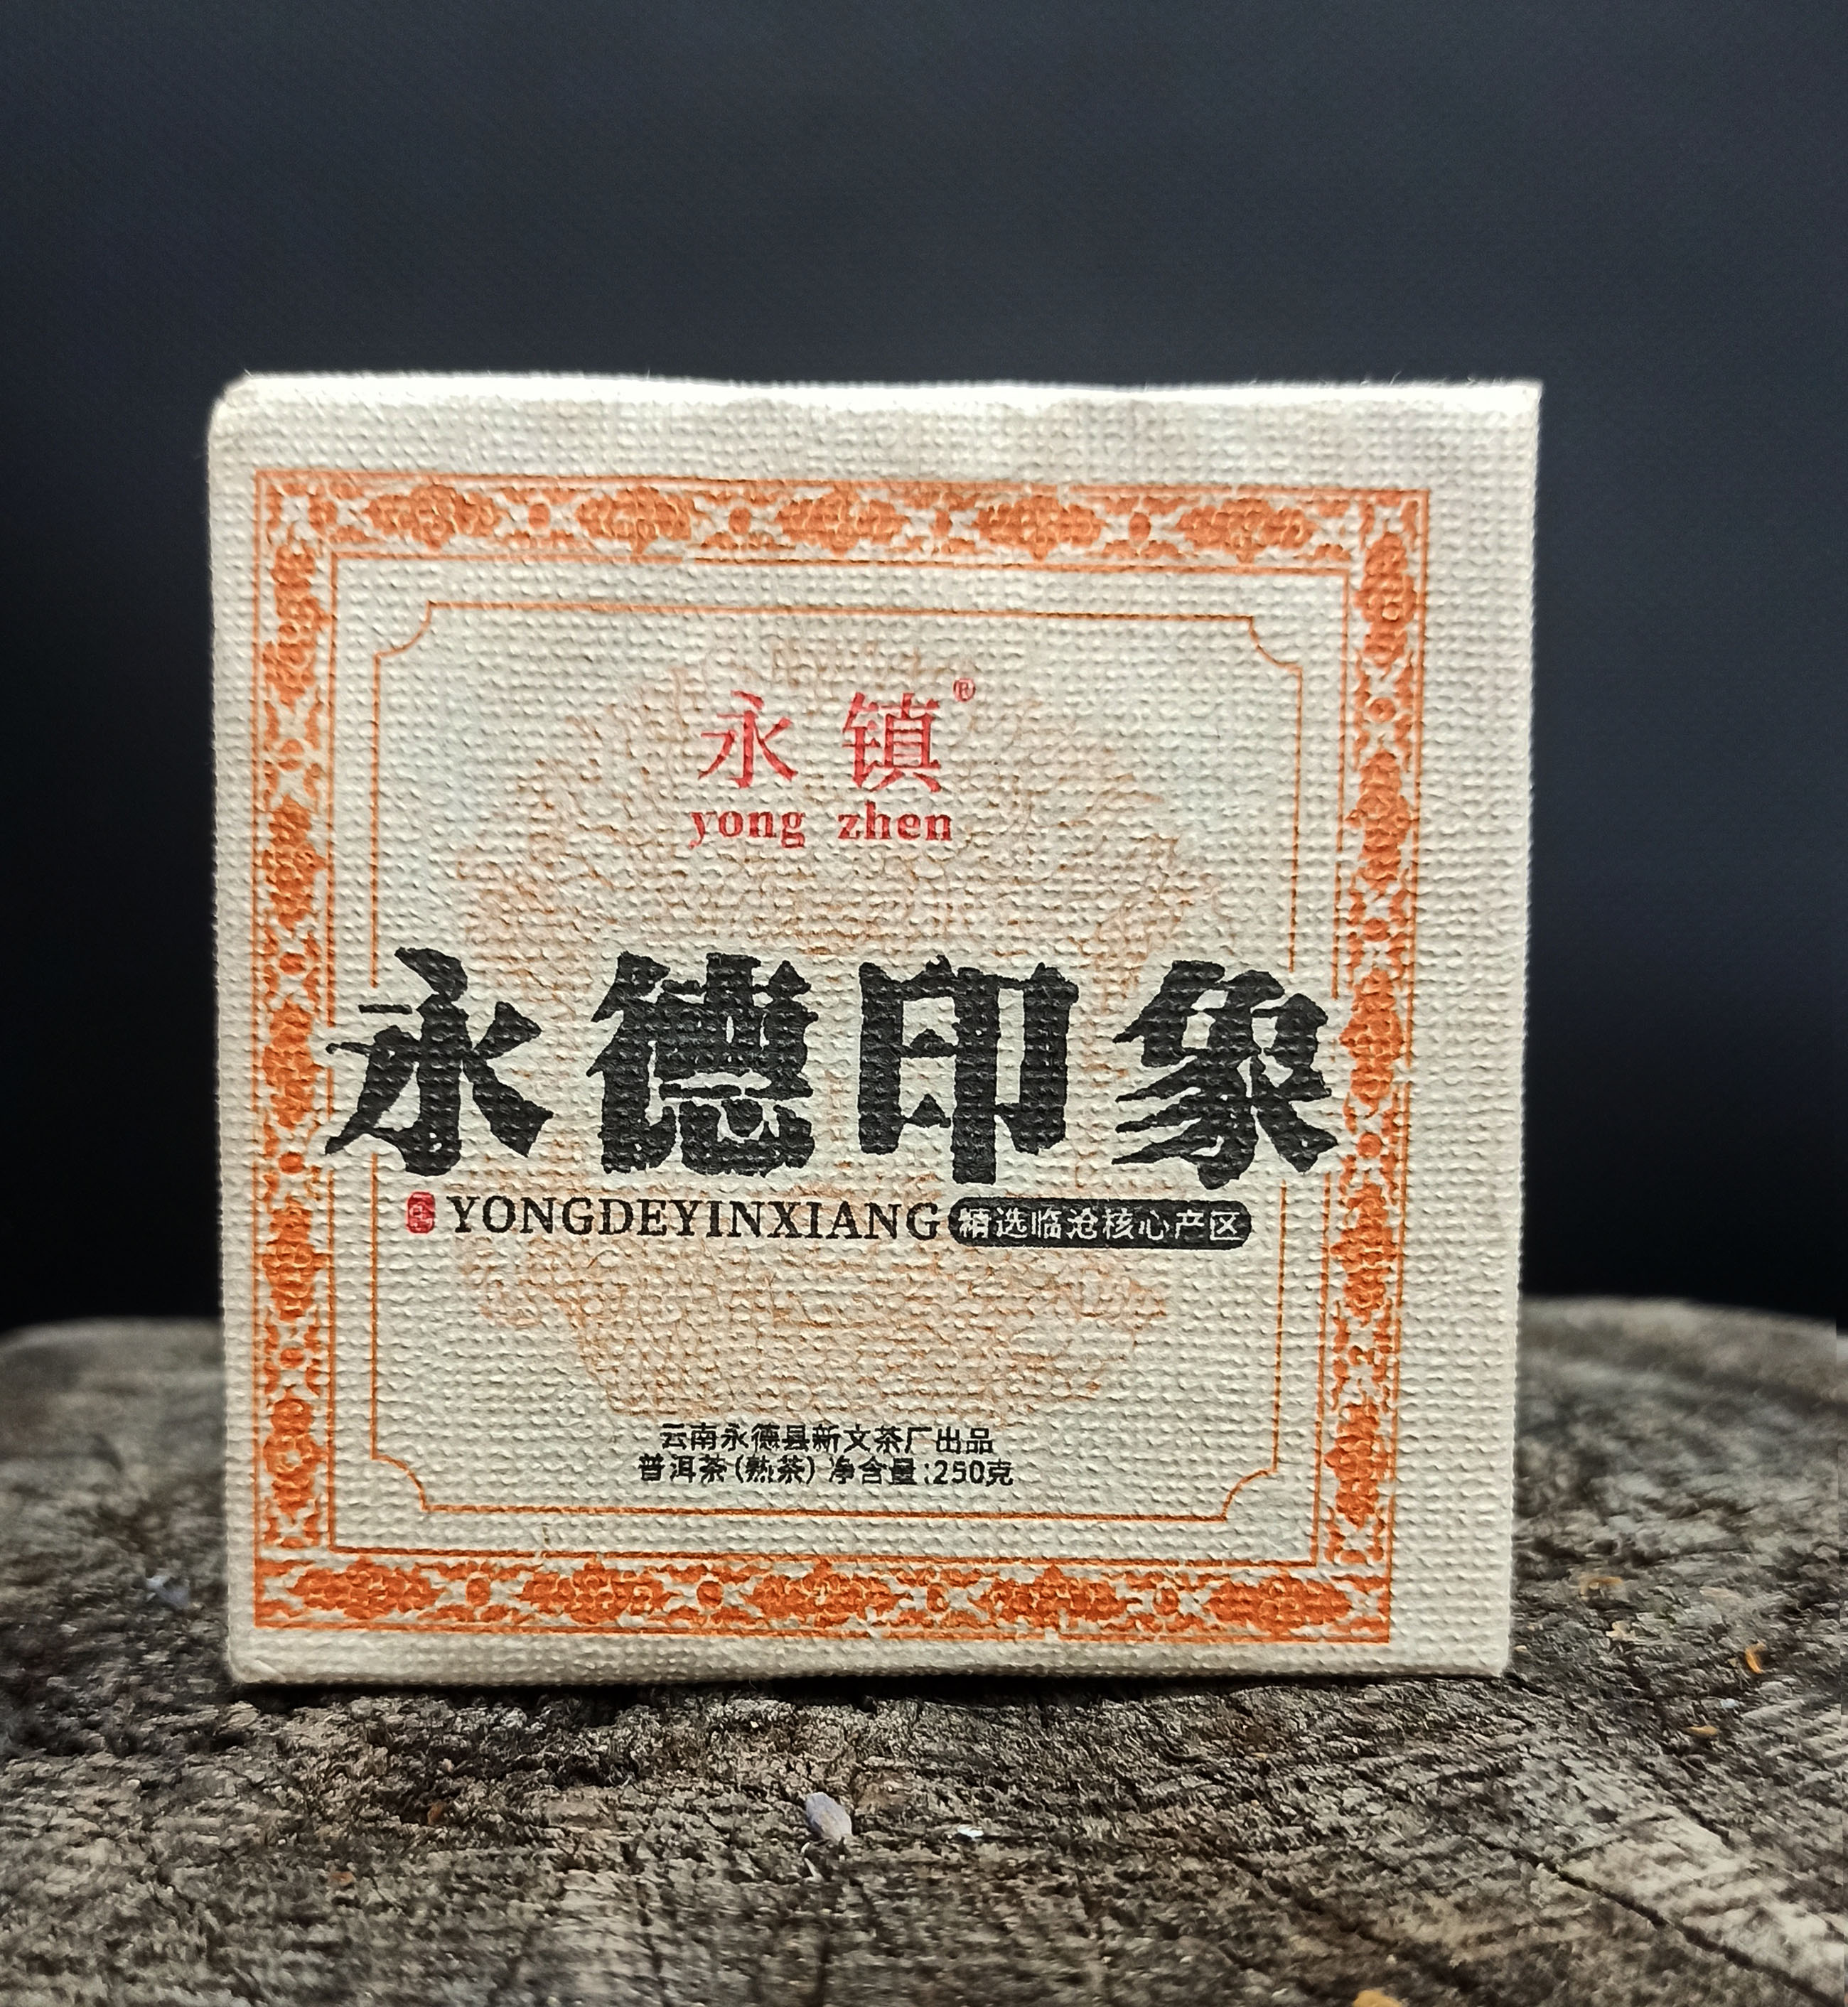 永镇®
yong zhen
永德印象
YONGDEYINXIANG 精选临沧核心产区
云南永德县新文茶厂出品
普洱茶(熟茶) 净含量:250克